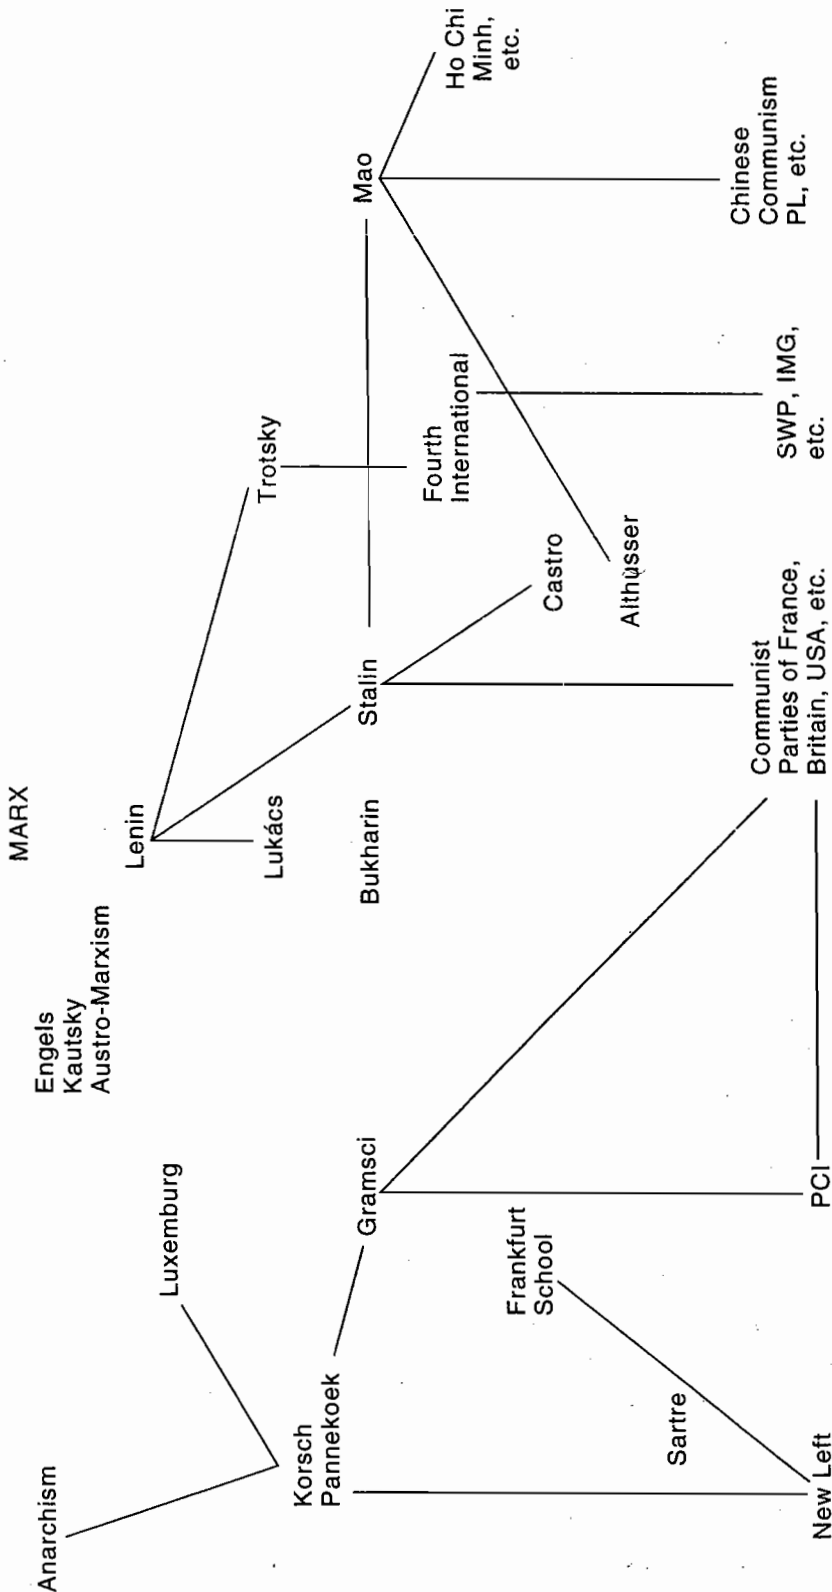 MARX
Anarchism
Engels
Kautsky
Austro-Marxism
Lenin
Luxemburg
Lukács
Trotsky
Korsch
Pannekoek
Gramsci
Bukharin
Stalin
Mao
Ho Chi
Minh,
etc.
Fourth
International
Frankfurt
School
Castro
Althusser
Sartre
New Left
PCI
Communist
Parties of France,
Britain, USA, etc.
SWP, IMG,
etc.
Chinese
Communism
PL, etc.